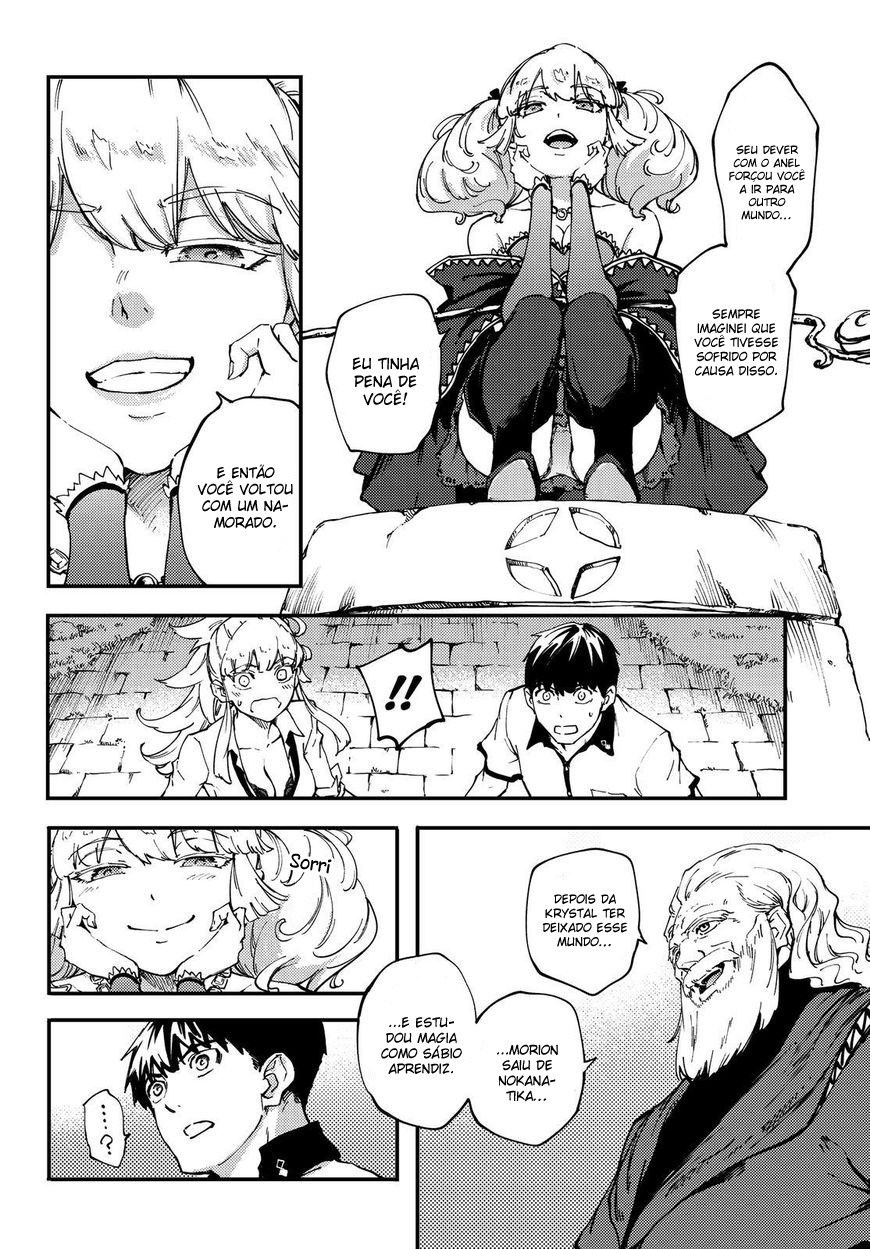 SEU DEVER
COM O ANEL
FORÇOU VOCÊ
A IR PARA
OUTRO
MUNDO...
SEMPRE
IMAGINEI QUE
VOCÊ TIVESSE
SOFRIDO POR
CAUSA DISSO.
EU TINHA
PENA DE
VOCÊ!
E ENTÃO
VOCÊ VOLTOU
COM UM NA-
MORADO.
!!
DEPOIS DA
KRYSTAL TER
DEIXADO ESSE
MUNDO...
...MORION
SAIU DE
NOKANA-
TIKA...
...E ESTU-
DOU MAGIA
COMO SÁBIO
APRENDIZ.
Sorri
....?